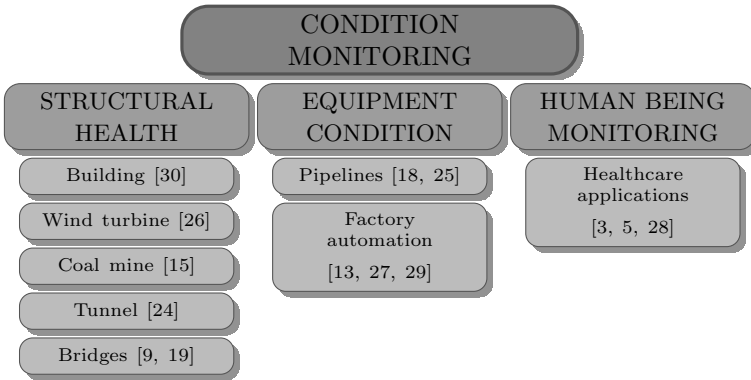 CONDITION
MONITORING
STRUCTURAL
HEALTH
Building [30]
Wind turbine [26]
Coal mine [15]
Tunnel [24]
Bridges [9, 19]
EQUIPMENT
CONDITION
Pipelines [18, 25]
Factory
automation
[13, 27, 29]
HUMAN BEING
MONITORING
Healthcare
applications
[3, 5, 28]